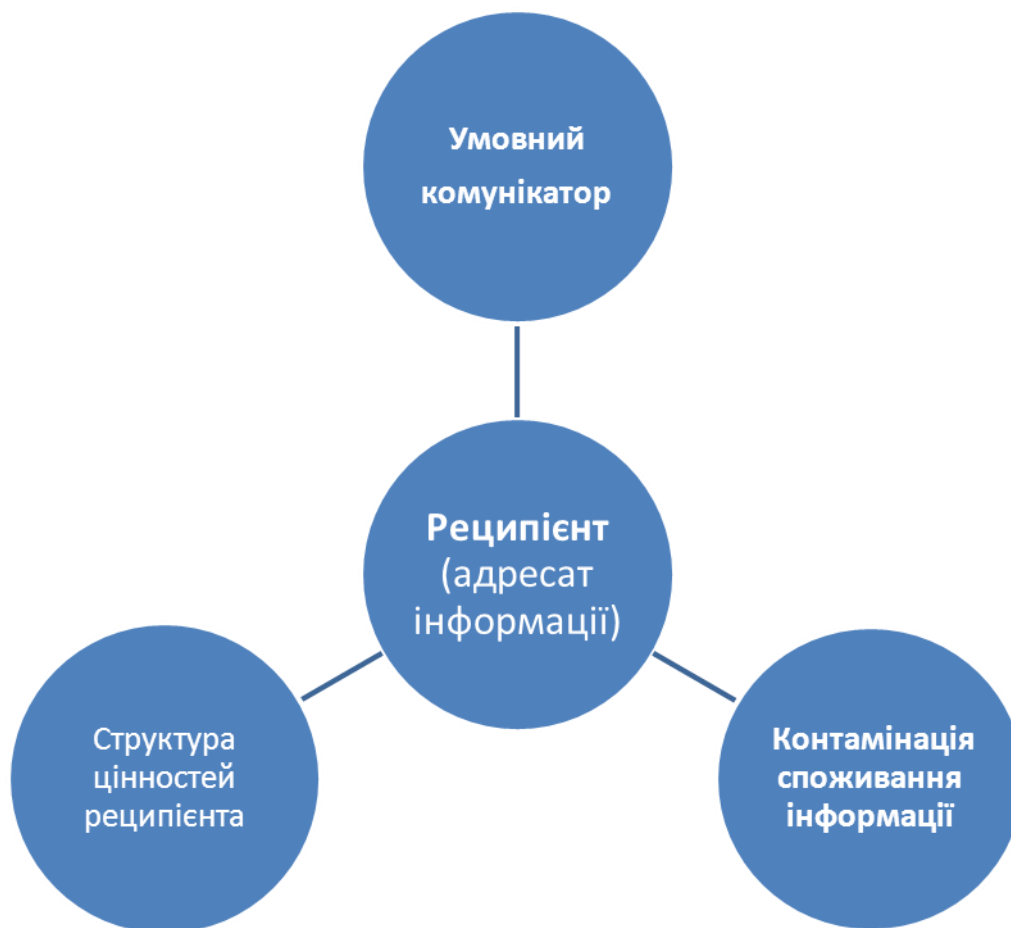 Умовний
комунікатор
Реципієнт
(адресат
інформації)
Структура
цінностей
реципієнта
Контамінація
споживання
інформації